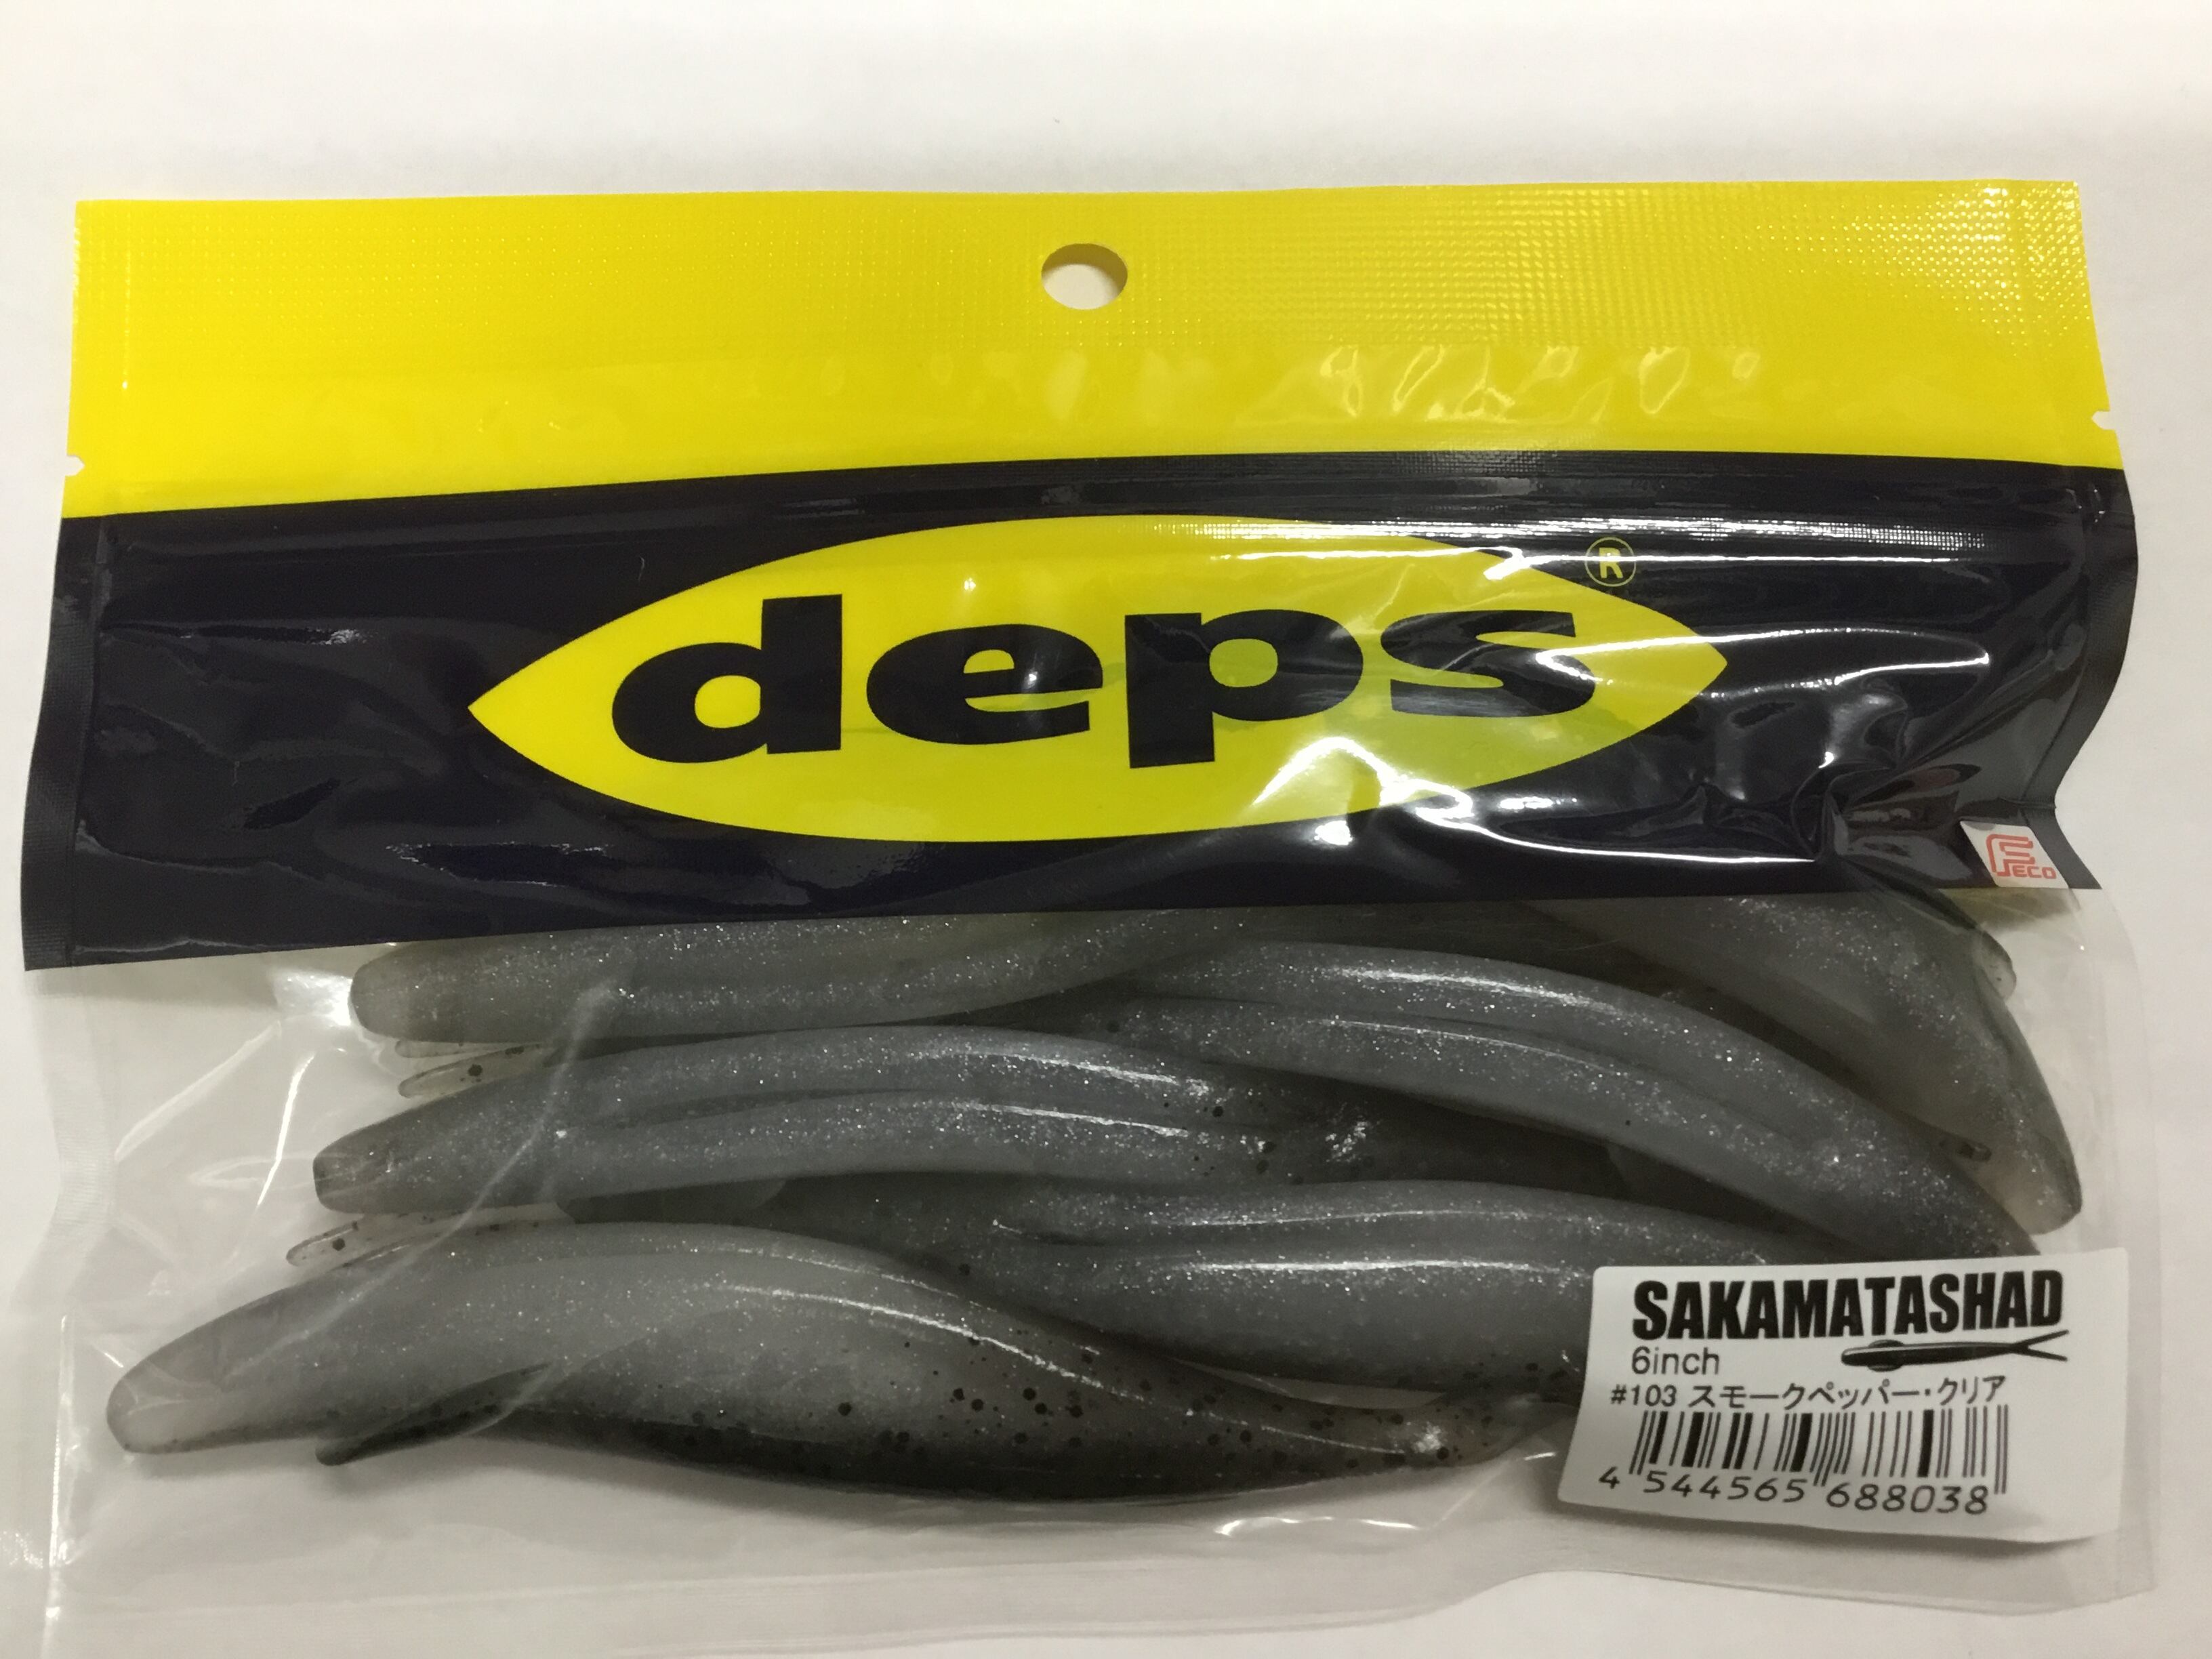 deps
®
FECO
SAKAMATASHAD
6inch
#103 スモークペッパー・クリア
4 544565 688038